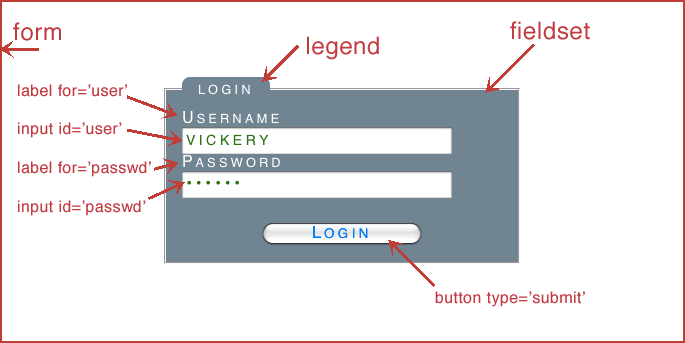 form
legend
fieldset
label for='user'
LOGIN
USERNAME
input id='user'
VICKERY
label for='passwd'
PASSWORD
input id='passwd'
••••••
LOGIN
button type='submit'